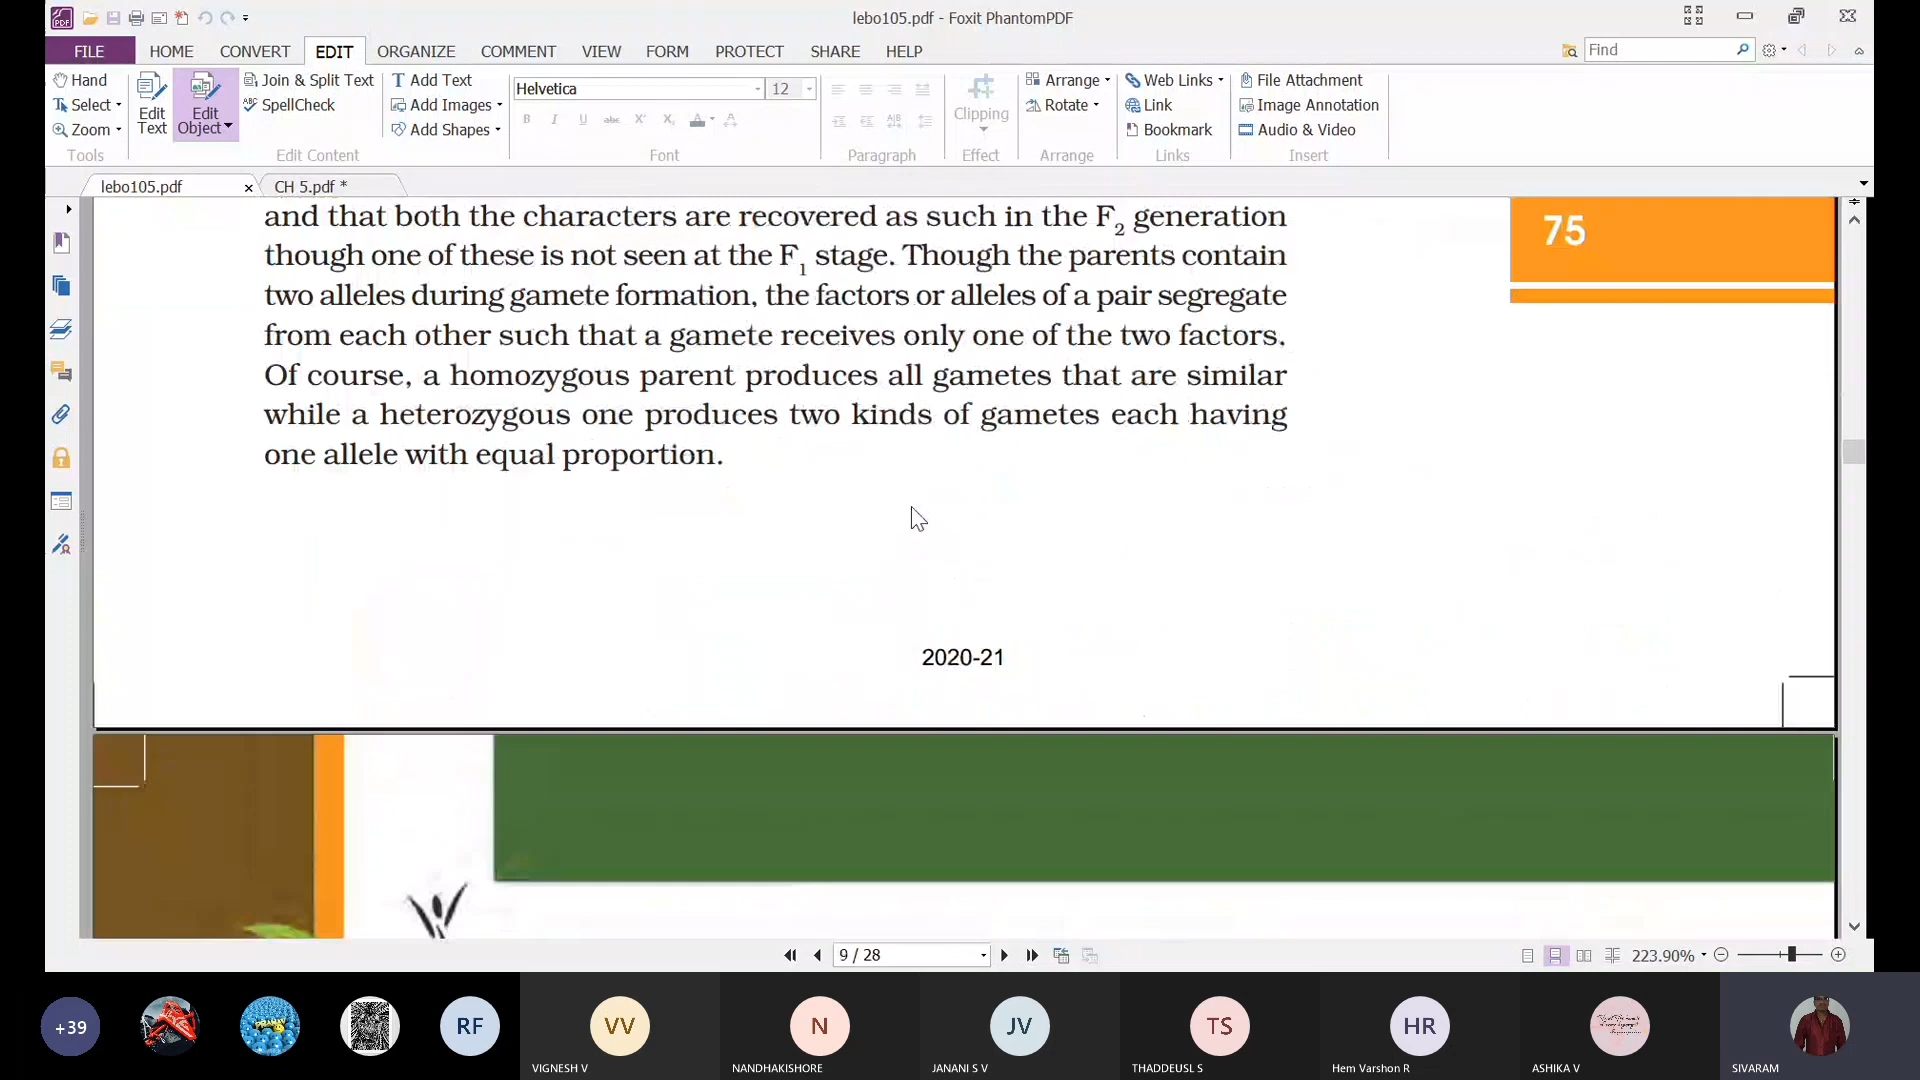 lebo105.pdf - Foxit PhantomPDF
FILE HOME CONVERT EDIT ORGANIZE COMMENT VIEW FORM PROTECT SHARE HELP Find
Hand
Select
Zoom
Tools
Edit Text
Edit Object
Join & Split Text
SpellCheck
Edit Content
Add Text
Add Images
Add Shapes
Helvetica 12
Font
Paragraph
Clipping
Effect
Arrange
Rotate
Arrange
Web Links
Link
Bookmark
Links
File Attachment
Image Annotation
Audio & Video
Insert
lebo105.pdf CH 5.pdf *
and that both the characters are recovered as such in the F2 generation
though one of these is not seen at the F1 stage. Though the parents contain
two alleles during gamete formation, the factors or alleles of a pair segregate
from each other such that a gamete receives only one of the two factors.
Of course, a homozygous parent produces all gametes that are similar
while a heterozygous one produces two kinds of gametes each having
one allele with equal proportion.
75
2020-21
9 / 28
223.90%
+39
RF
VV
N
JV
TS
HR
VIGNESH V
NANDHAKISHORE
JANANI S V
THADDEUSL S
Hem Varshon R
ASHIKA V
SIVARAM